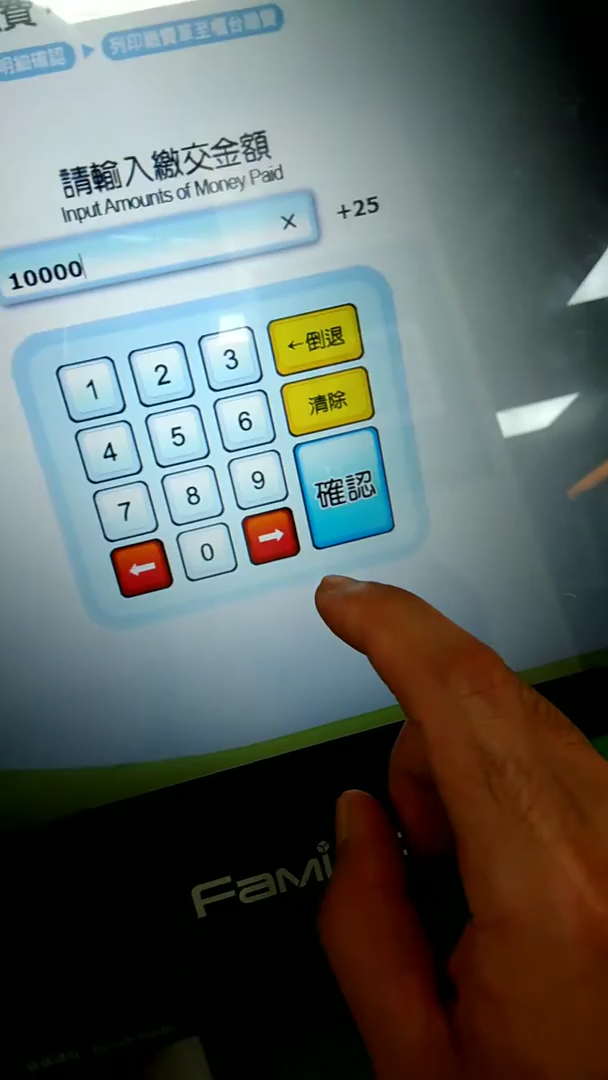 明細確認 ▶ 列印繳費單至櫃台繳費
請輸入繳交金額
Input Amounts of Money Paid
10000 × +25
1 2 3 ←倒退
4 5 6 清除
7 8 9 確認
← 0 →
Fami